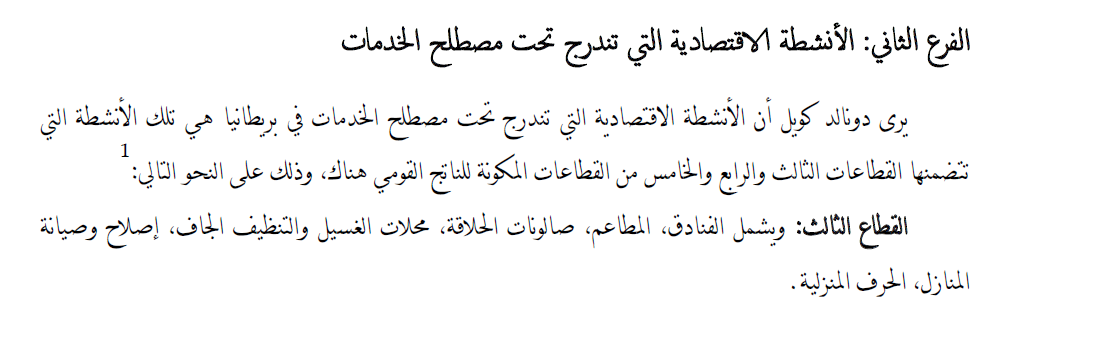 الفرع الثاني: الأنشطة الاقتصادية التي تندرج تحت مصطلح الخدمات
يرى دونالد كويل أن الأنشطة الاقتصادية التي تندرج تحت مصطلح الخدمات في بريطانيا هي تلك الأنشطة التي
تتضمنها القطاعات الثالث والرابع والخامس من القطاعات المكونة للناتج القومي هناك، وذلك على النحو التالي:1
القطاع الثالث: ويشمل الفنادق، المطاعم، صالونات الحلاقة، محلات الغسيل والتنظيف الجاف، إصلاح وصيانة
المنازل، الحرف المنزلية.